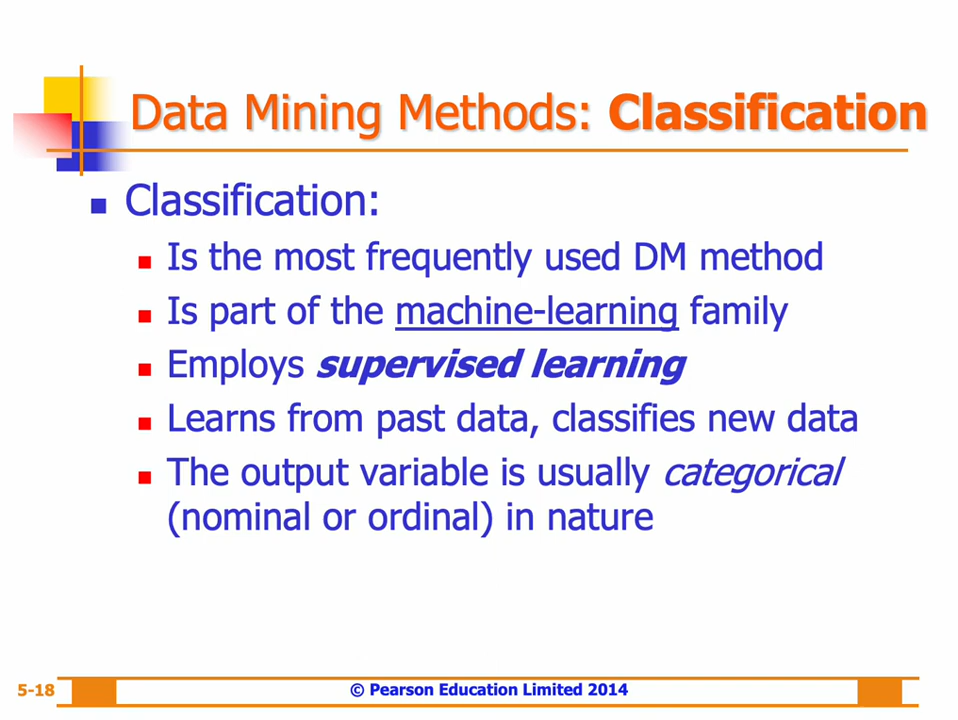 Data Mining Methods: Classification
Classification:
Is the most frequently used DM method
Is part of the machine-learning family
Employs supervised learning
Learns from past data, classifies new data
The output variable is usually categorical
(nominal or ordinal) in nature
5-18
© Pearson Education Limited 2014